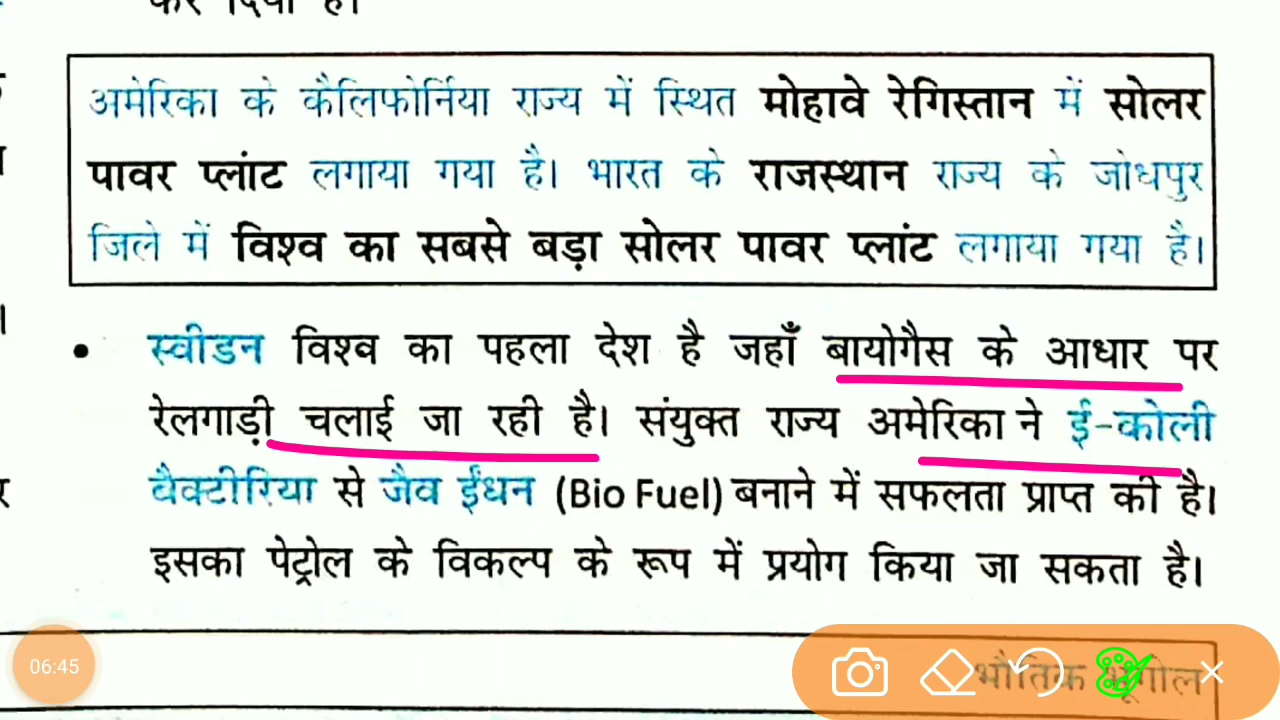 कर दिया है।
अमेरिका के कैलिफोर्निया राज्य में स्थित मोहावे रेगिस्तान में सोलर
पावर प्लांट लगाया गया है। भारत के राजस्थान राज्य के जोधपुर
जिले में विश्व का सबसे बड़ा सोलर पावर प्लांट लगाया गया है।
• स्वीडन विश्व का पहला देश है जहाँ बायोगैस के आधार पर
रेलगाड़ी चलाई जा रही है। संयुक्त राज्य अमेरिका ने ई-कोली
बैक्टीरिया से जैव ईंधन (Bio Fuel) बनाने में सफलता प्राप्त की है।
इसका पेट्रोल के विकल्प के रूप में प्रयोग किया जा सकता है।
06:45
भौतिक भूगोल